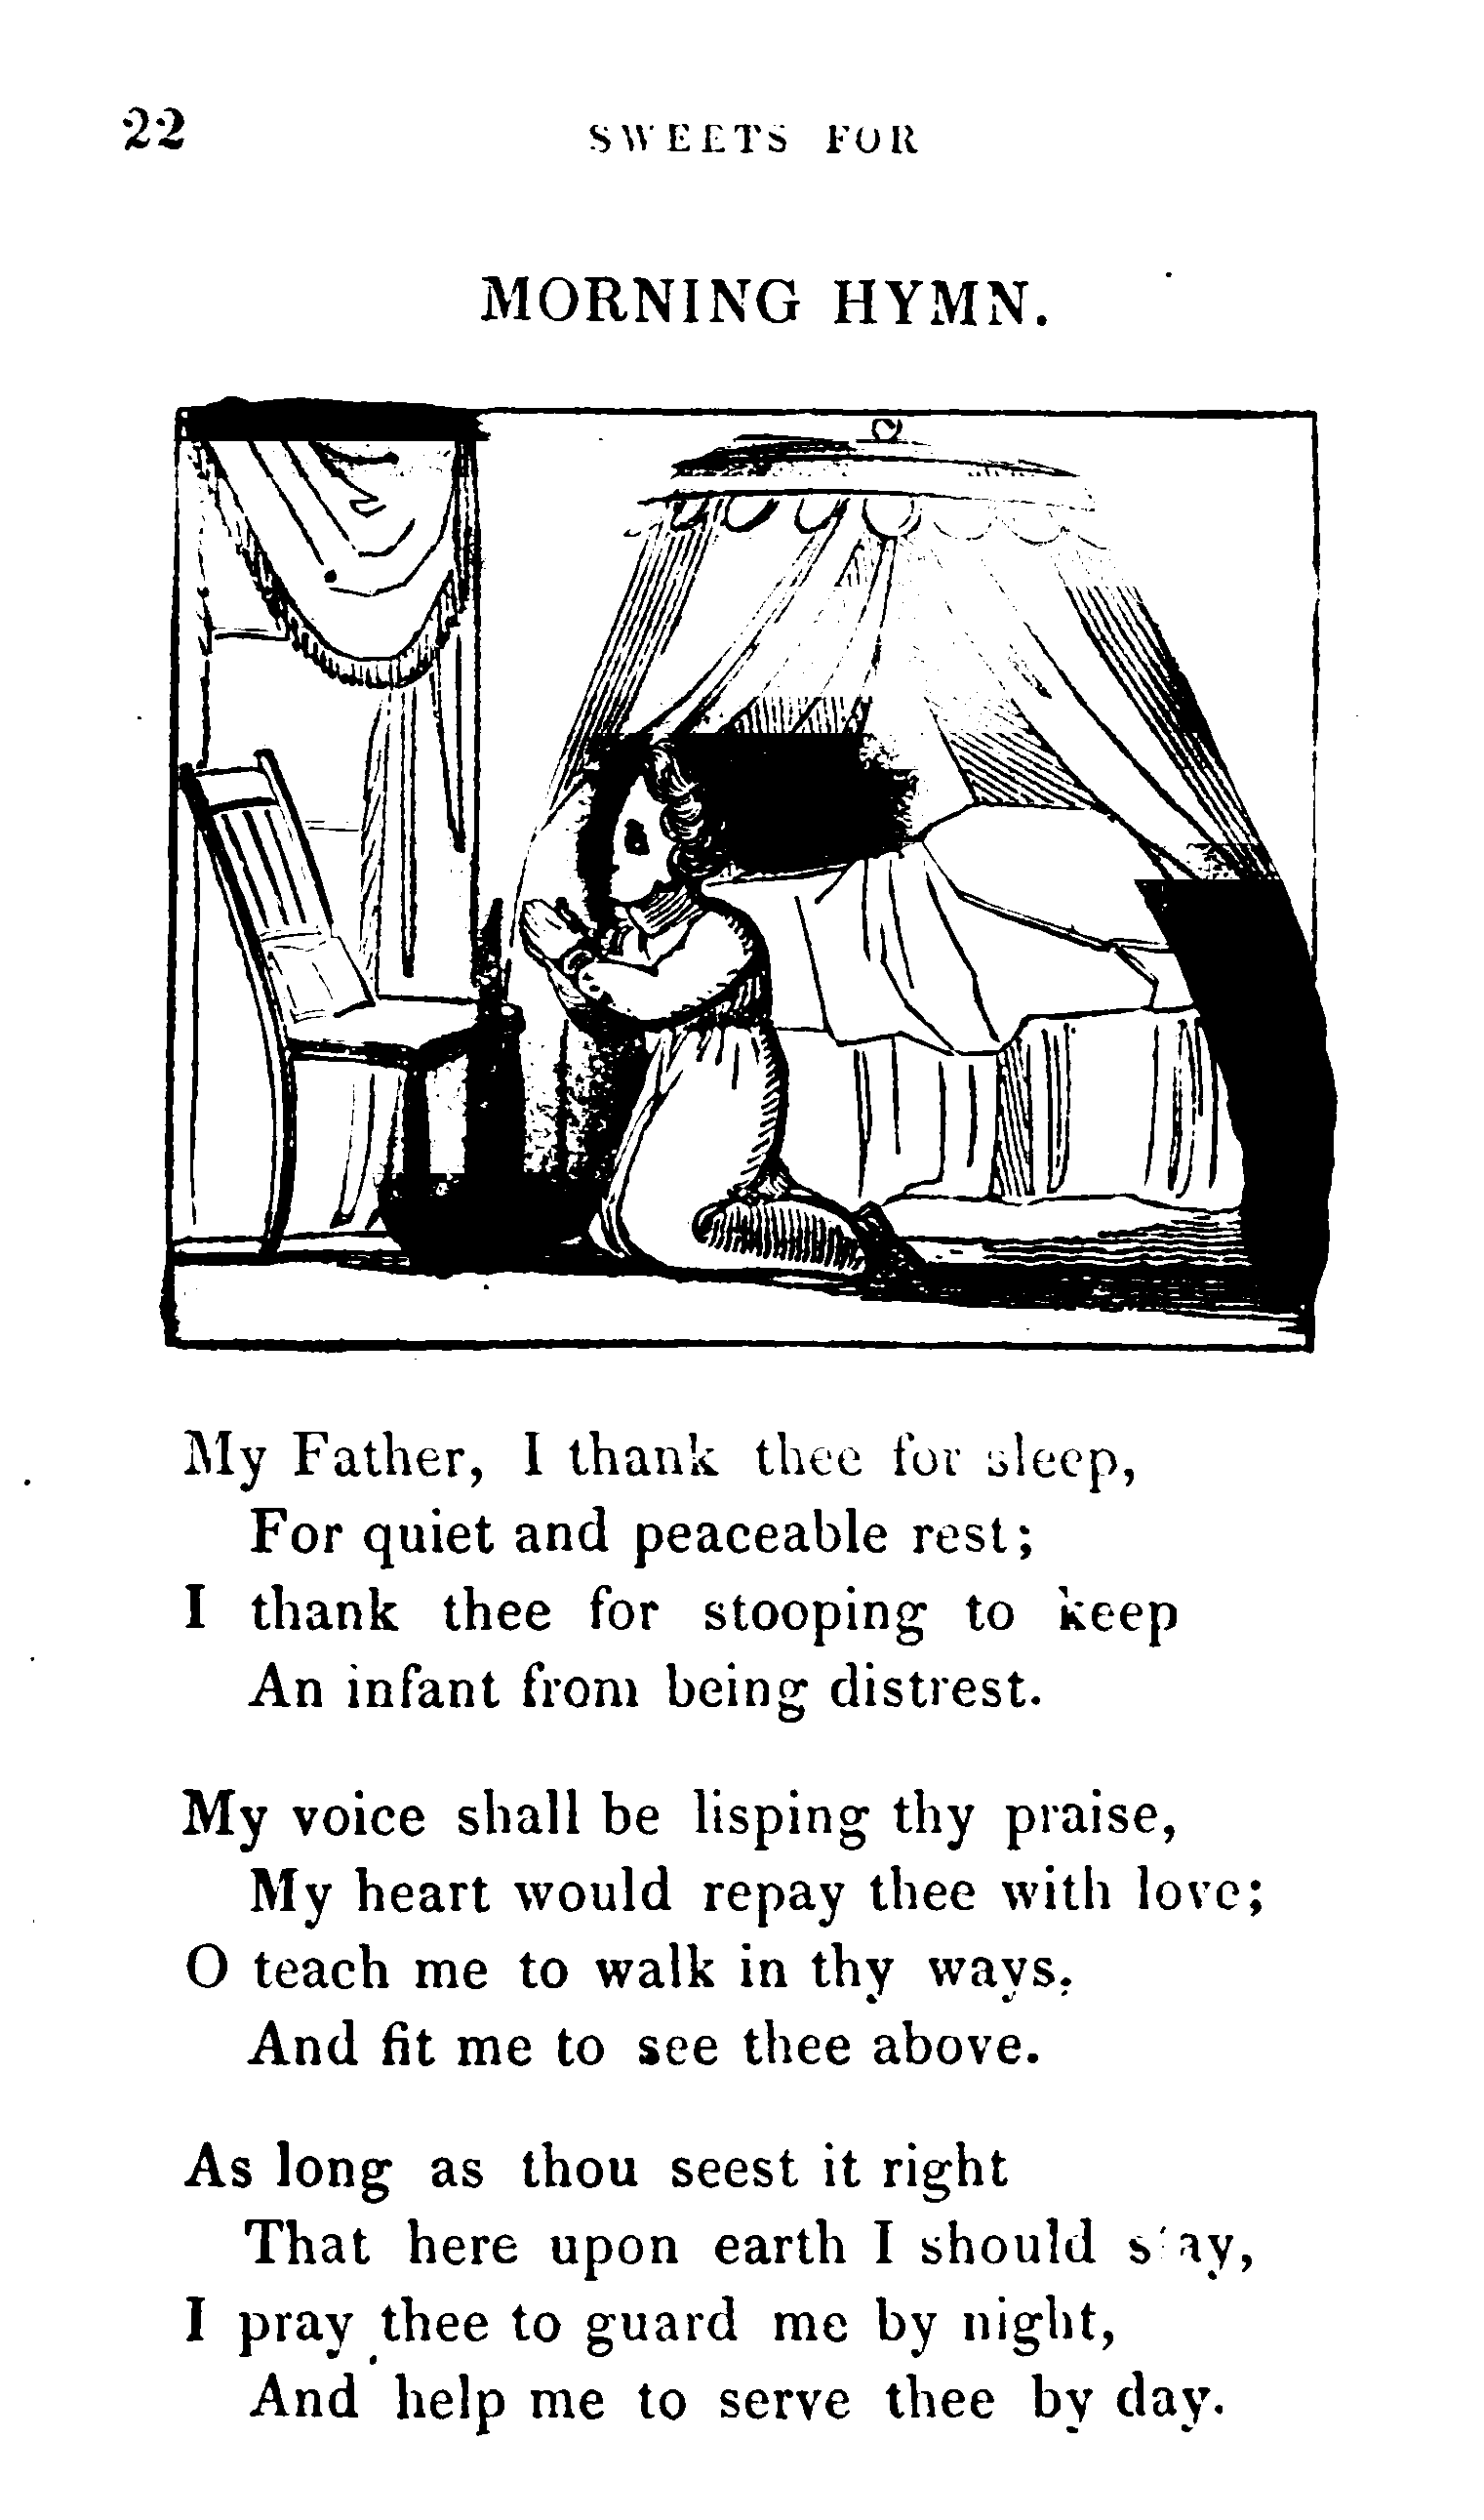 22 SWEETS FOR
MORNING HYMN.
My Father, I thank thee for sleep,
For quiet and peaceable rest;
I thank thee for stooping to keep
An infant from being distrest.
My voice shall be lisping thy praise,
My heart would repay thee with love;
O teach me to walk in thy ways,
And fit me to see thee above.
As long as thou seest it right
That here upon earth I should stay,
I pray thee to guard me by night,
And help me to serve thee by day.